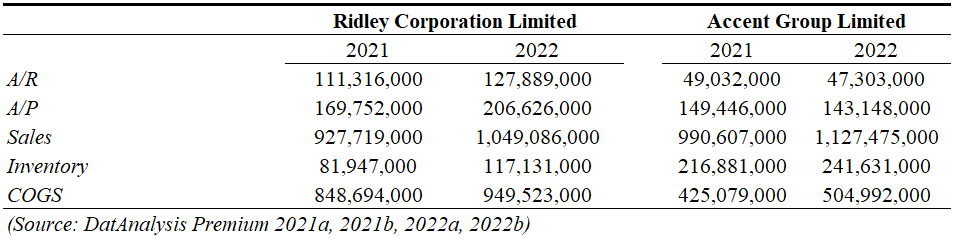 Ridley Corporation Limited Accent Group Limited
2021 2022 2021 2022
A/R 111,316,000 127,889,000 49,032,000 47,303,000
A/P 169,752,000 206,626,000 149,446,000 143,148,000
Sales 927,719,000 1,049,086,000 990,607,000 1,127,475,000
Inventory 81,947,000 117,131,000 216,881,000 241,631,000
COGS 848,694,000 949,523,000 425,079,000 504,992,000
(Source: DatAnalysis Premium 2021a, 2021b, 2022a, 2022b)